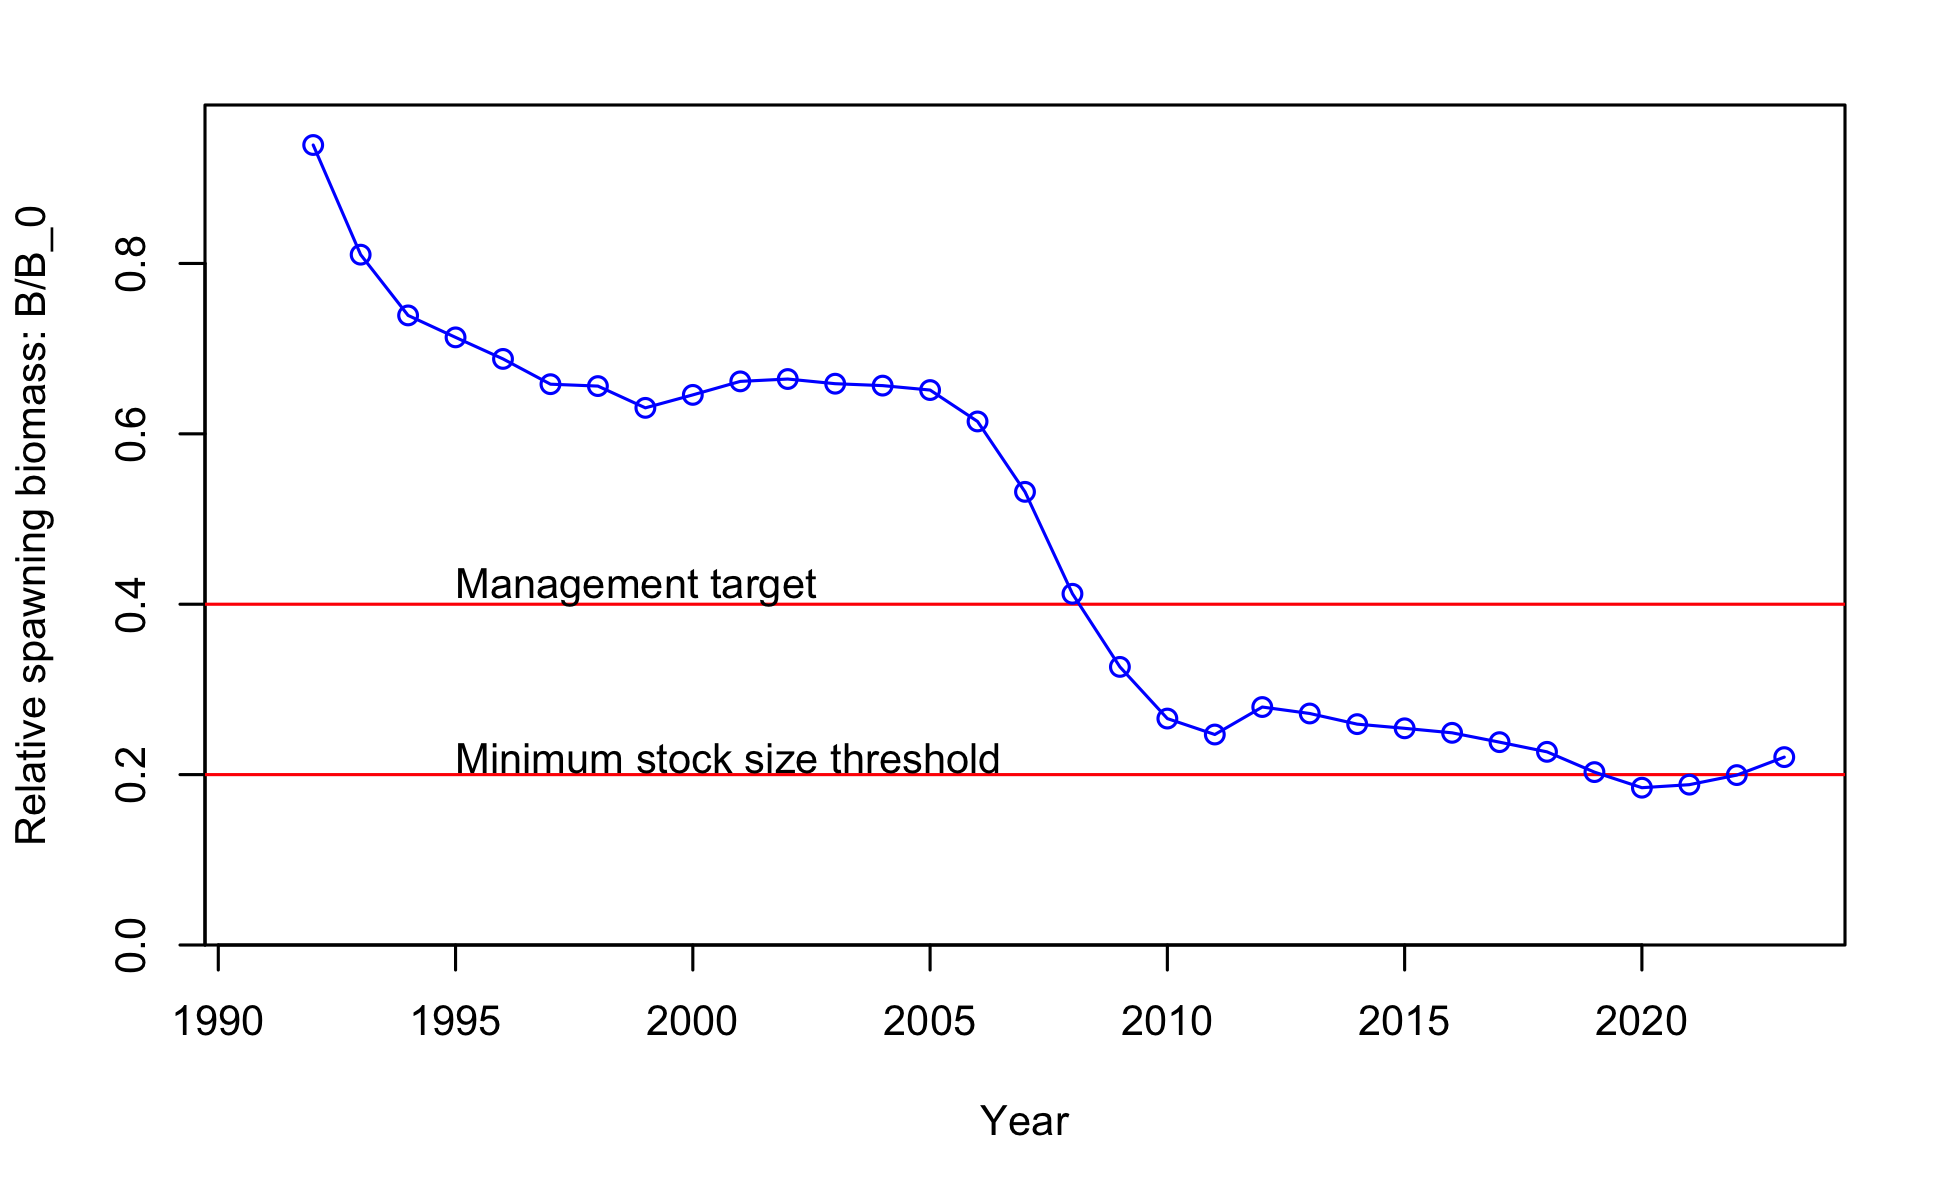 Relative spawning biomass: B/B_0
0.8
0.6
0.4
0.2
0.0
Management target
Minimum stock size threshold
1990 1995 2000 2005 2010 2015 2020
Year